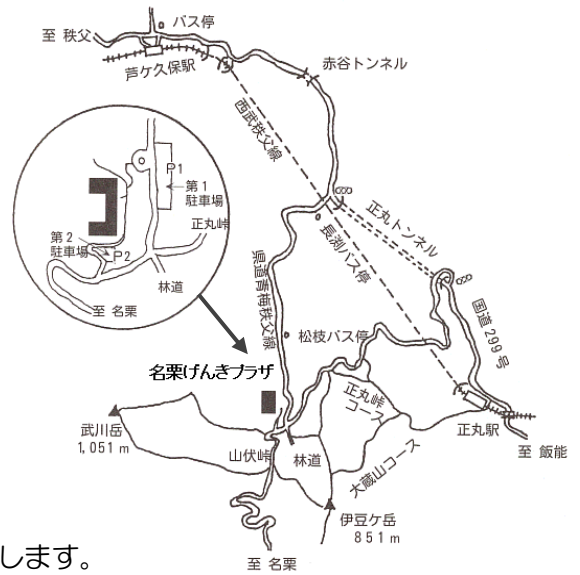 バス停
至 秩父
芦ケ久保駅
赤谷トンネル
西武秩父線
P1
第1
駐車場
正丸峠
第2
駐車場
P2
林道
至 名栗
正丸トンネル
長渕バス停
県道青梅秩父線
国道299号
松枝バス停
名栗げんきプラザ
正丸峠
コース
正丸駅
至 飯能
武川岳
1,051m
山伏峠
林道
大蔵山コース
伊豆ケ岳
851m
至 名栗
します。